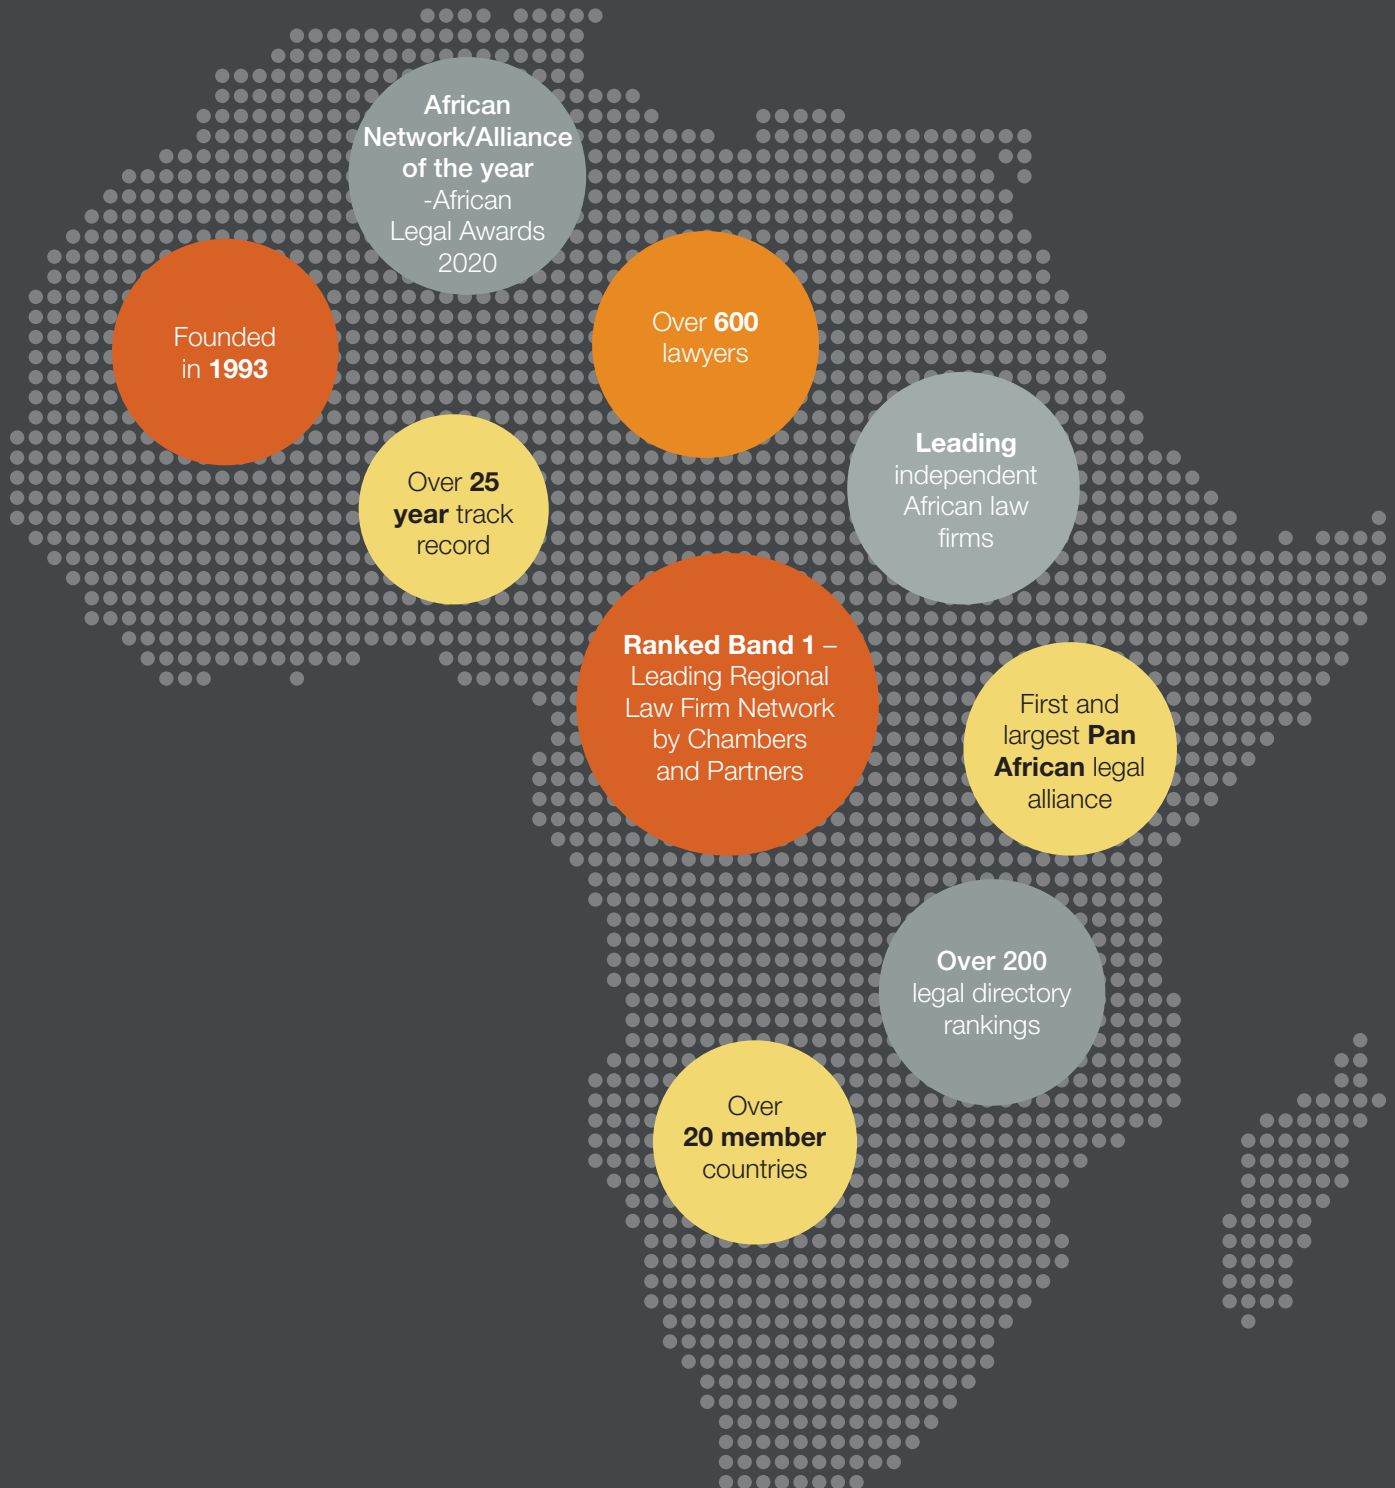 African
Network/Alliance
of the year
-African
Legal Awards
2020
Founded
in 1993
Over 600
lawyers
Leading
independent
African law
firms
Over 25
year track
record
Ranked Band 1 –
Leading Regional
Law Firm Network
by Chambers
and Partners
First and
largest Pan
African legal
alliance
Over 200
legal directory
rankings
Over
20 member
countries